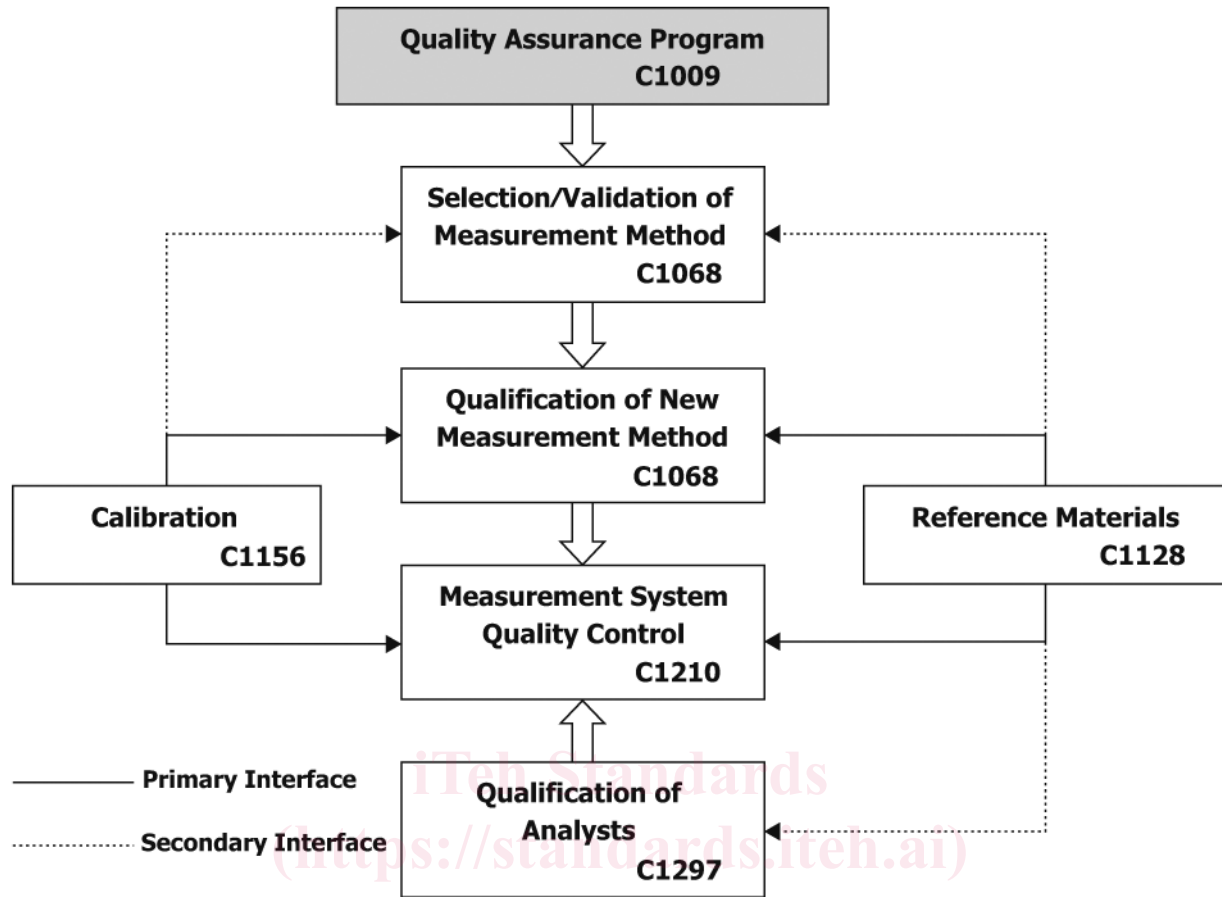 Quality Assurance Program
C1009
Selection/Validation of
Measurement Method
C1068
Qualification of New
Measurement Method
C1068
Calibration
C1156
Reference Materials
C1128
Measurement System
Quality Control
C1210
Qualification of
Analysts
C1297
Primary Interface
Secondary Interface
iTeh Standards
(https://standards.iteh.ai)